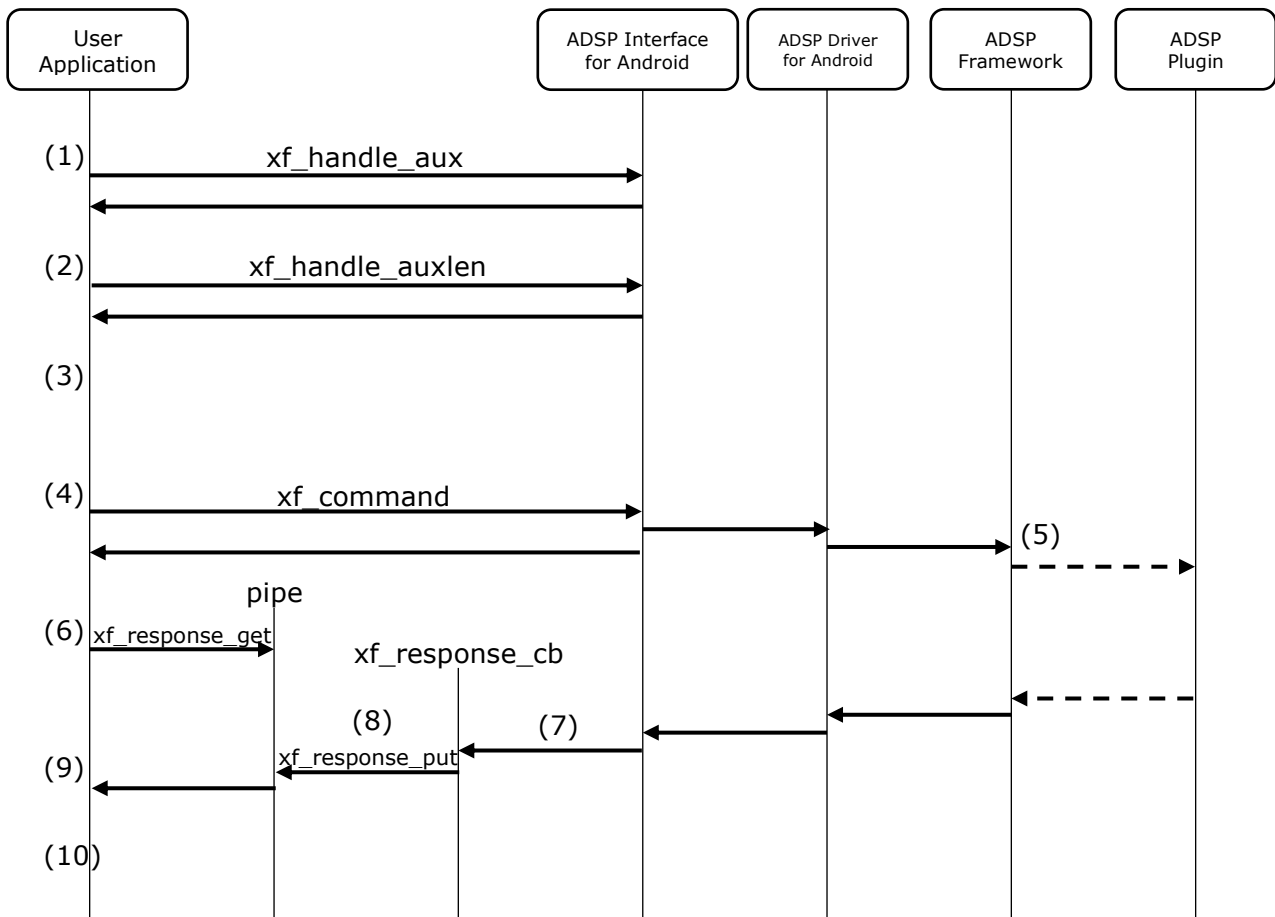 User
Application
ADSP Interface
for Android
ADSP Driver
for Android
ADSP
Framework
ADSP
Plugin
(1)
xf_handle_aux
(2)
xf_handle_auxlen
(3)
(4)
xf_command
(5)
pipe
(6)
xf_response_get
xf_response_cb
(7)
(8)
xf_response_put
(9)
(10)